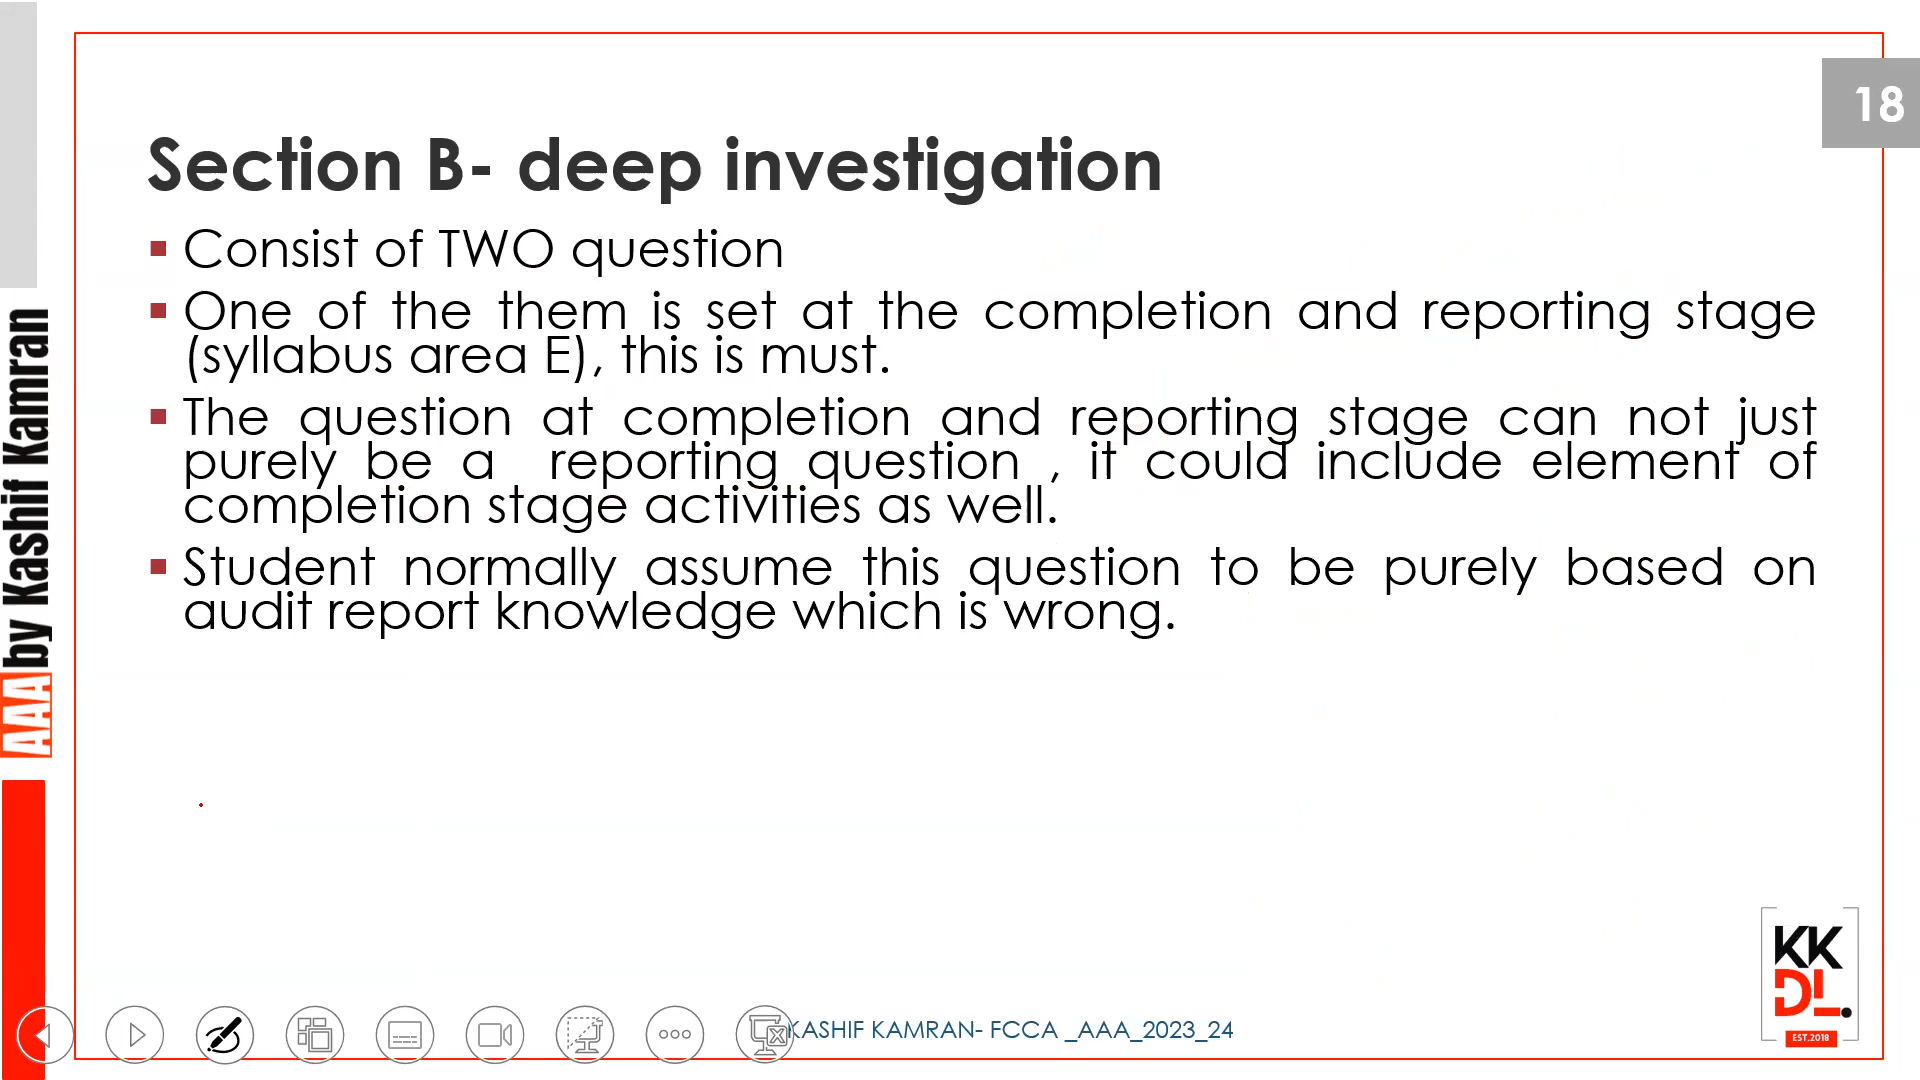 18
Section B- deep investigation
▪ Consist of TWO question
▪ One of the them is set at the completion and reporting stage
(syllabus area E), this is must.
▪ The question at completion and reporting stage can not just
purely be a reporting question , it could include element of
completion stage activities as well.
▪ Student normally assume this question to be purely based on
audit report knowledge which is wrong.
AAA by Kashif Kamran
KASHIF KAMRAN- FCCA _AAA_2023_24
KK
DL.
EST.2018